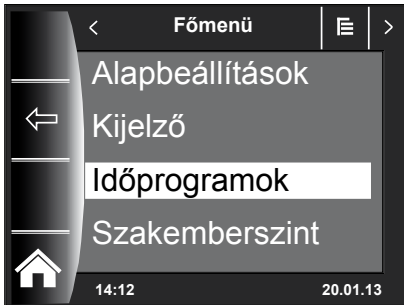 Főmenü
Alapbeállítások
Kijelző
Időprogramok
Szakemberszint
14:12 20.01.13